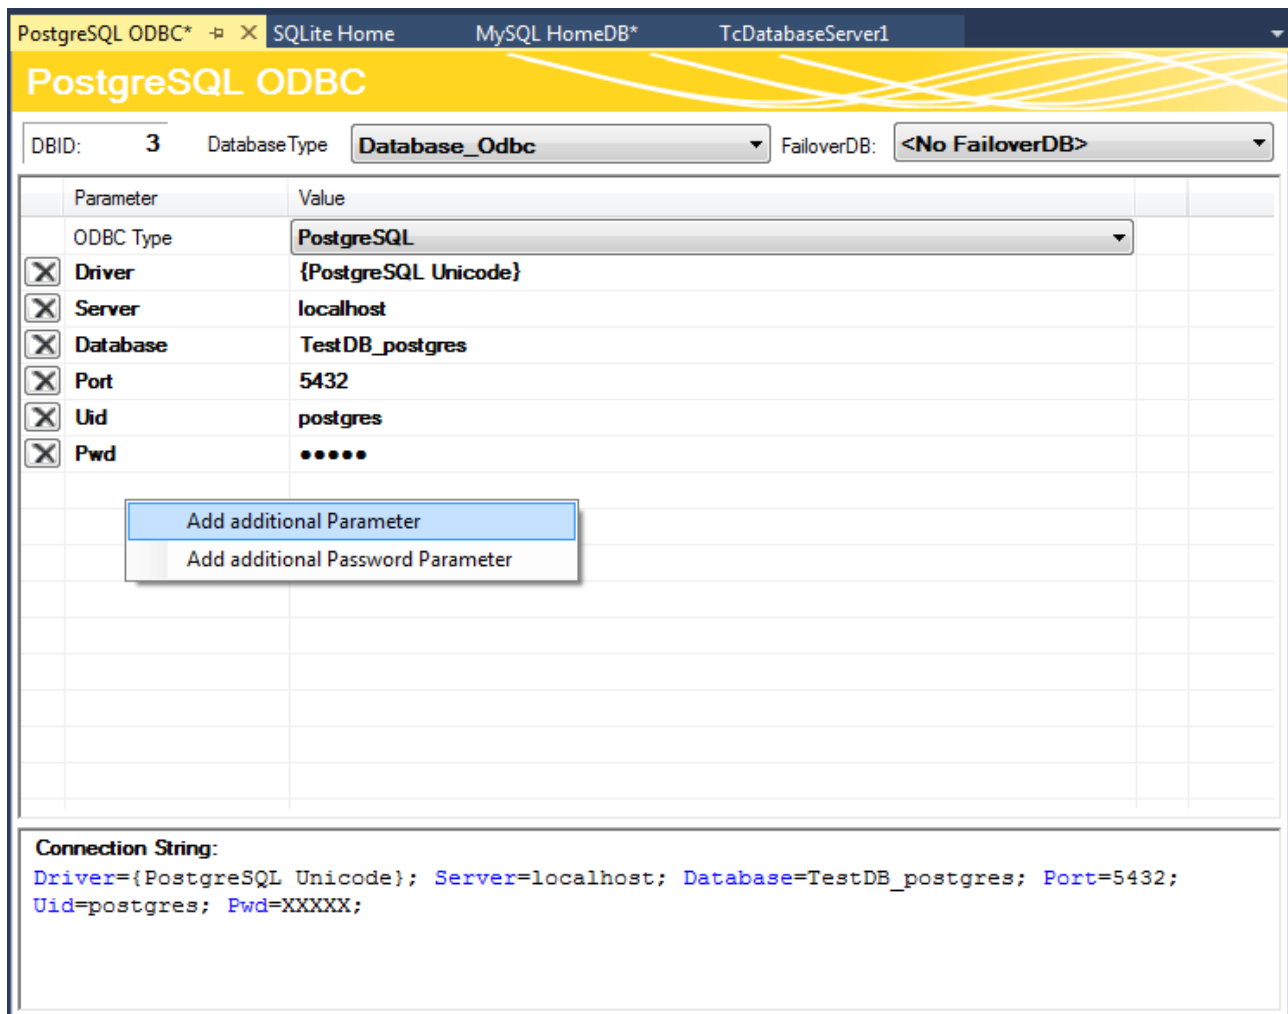 PostgreSQL ODBC* SQLite Home MySQL HomeDB* TcDatabaseServer1
PostgreSQL ODBC
DBID: 3 DatabaseType Database_Odbc FailoverDB: <No FailoverDB>
Parameter Value
ODBC Type PostgreSQL
Driver {PostgreSQL Unicode}
Server localhost
Database TestDB_postgres
Port 5432
Uid postgres
Pwd •••••
Add additional Parameter
Add additional Password Parameter
Connection String:
Driver={PostgreSQL Unicode}; Server=localhost; Database=TestDB_postgres; Port=5432;
Uid=postgres; Pwd=XXXXX;